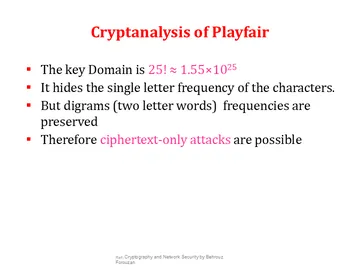 Cryptanalysis of Playfair
▪ The key Domain is 25! ≈ 1.55×10²⁵
▪ It hides the single letter frequency of the characters.
▪ But digrams (two letter words) frequencies are
preserved
▪ Therefore ciphertext-only attacks are possible
Cryptography and Network Security by Behrouz
Forouzan